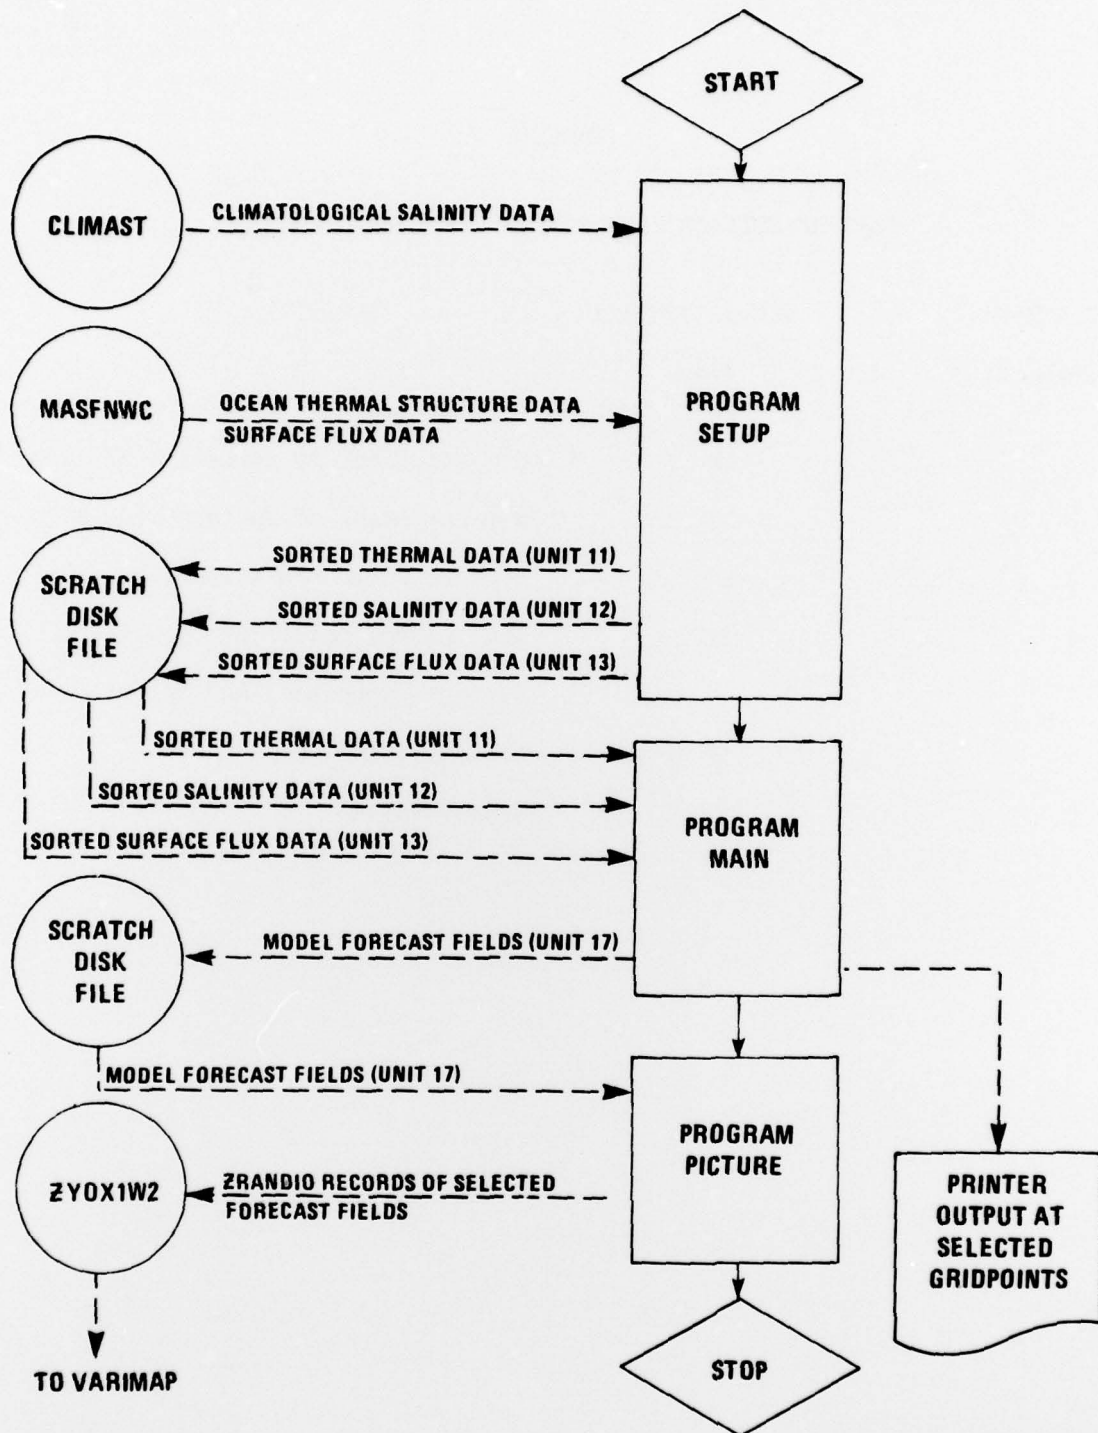 START
CLIMAST
CLIMATOLOGICAL SALINITY DATA
MASFNWC
OCEAN THERMAL STRUCTURE DATA
SURFACE FLUX DATA
PROGRAM
SETUP
SCRATCH
DISK
FILE
SORTED THERMAL DATA (UNIT 11)
SORTED SALINITY DATA (UNIT 12)
SORTED SURFACE FLUX DATA (UNIT 13)
SORTED THERMAL DATA (UNIT 11)
SORTED SALINITY DATA (UNIT 12)
SORTED SURFACE FLUX DATA (UNIT 13)
PROGRAM
MAIN
SCRATCH
DISK
FILE
MODEL FORECAST FIELDS (UNIT 17)
MODEL FORECAST FIELDS (UNIT 17)
PROGRAM
PICTURE
ZYOX1W2
ZRANDIO RECORDS OF SELECTED
FORECAST FIELDS
PRINTER
OUTPUT AT
SELECTED
GRIDPOINTS
TO VARIMAP
STOP